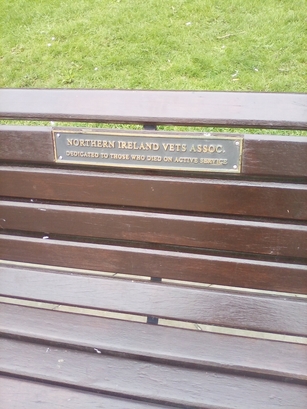 NORTHERN IRELAND VETS ASSOC.
DEDICATED TO THOSE WHO DIED ON ACTIVE SERVICE